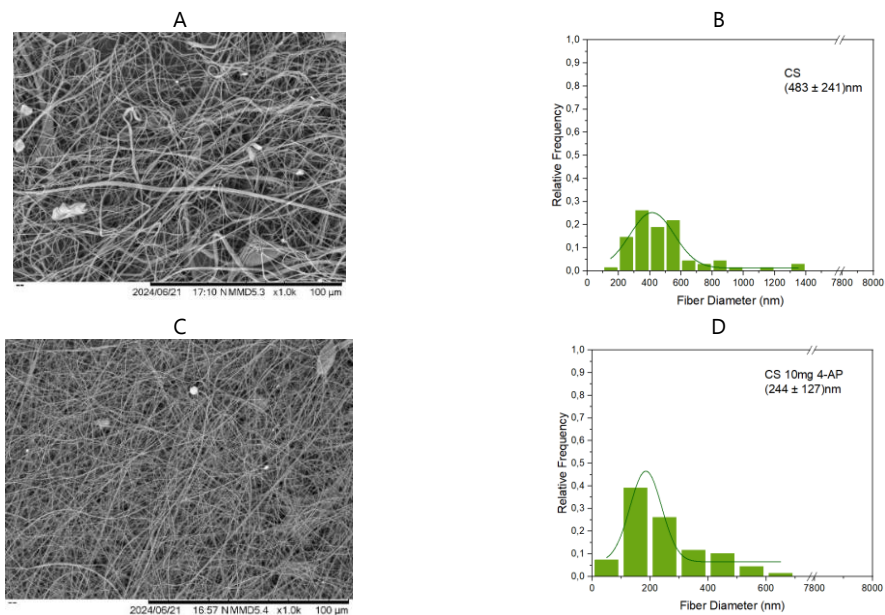 A
2024/06/21 17:10 NMMD5.3 x1.0k 100 µm
B
CS
(483 ± 241)nm
1,0
0,9
0,8
0,7
0,6
0,5
0,4
0,3
0,2
0,1
0,0
Relative Frequency
0 200 400 600 800 1000 1200 1400 7800 8000
Fiber Diameter (nm)
C
2024/06/21 16:57 NMMD5.4 x1.0k 100 µm
D
CS 10mg 4-AP
(244 ± 127)nm
1,0
0,9
0,8
0,7
0,6
0,5
0,4
0,3
0,2
0,1
0,0
Relative Frequency
0 200 400 600 7800 8000
Fiber Diameter (nm)